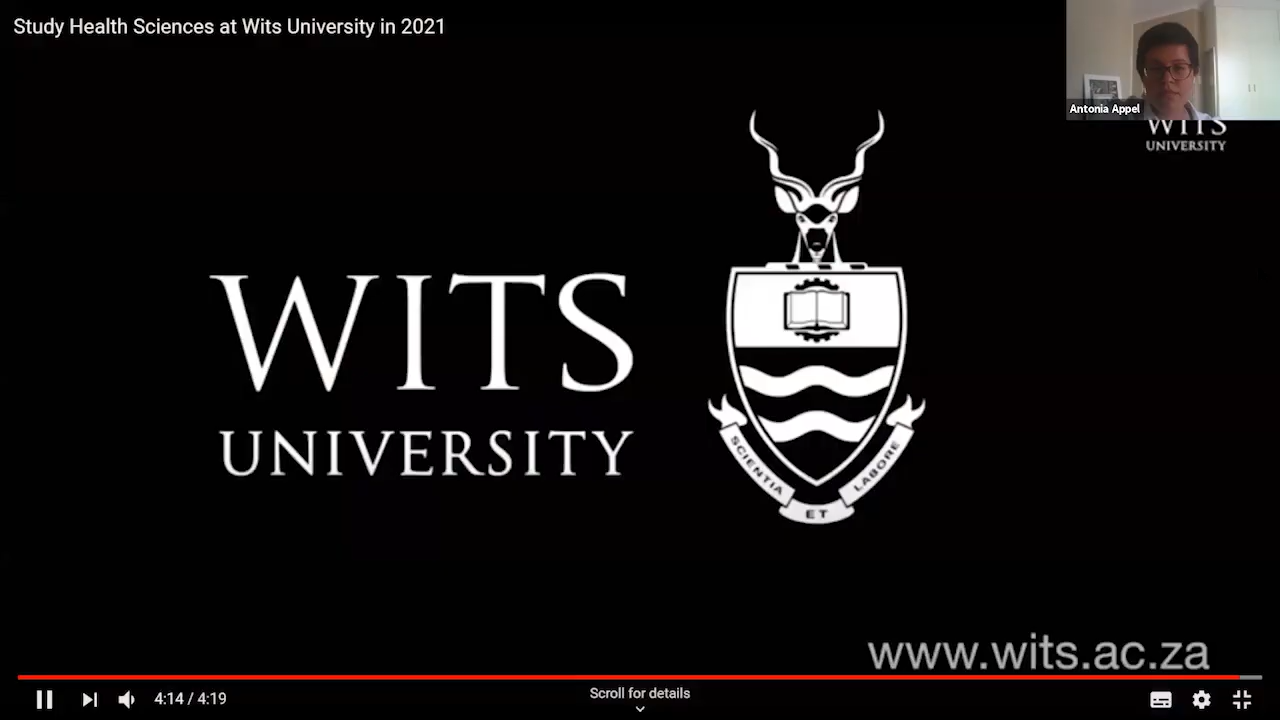 Study Health Sciences at Wits University in 2021
Antonia Appel
WITS
UNIVERSITY
WITS
UNIVERSITY
SCIENTIA
ET
LABORE
www.wits.ac.za
4:14 / 4:19
Scroll for details